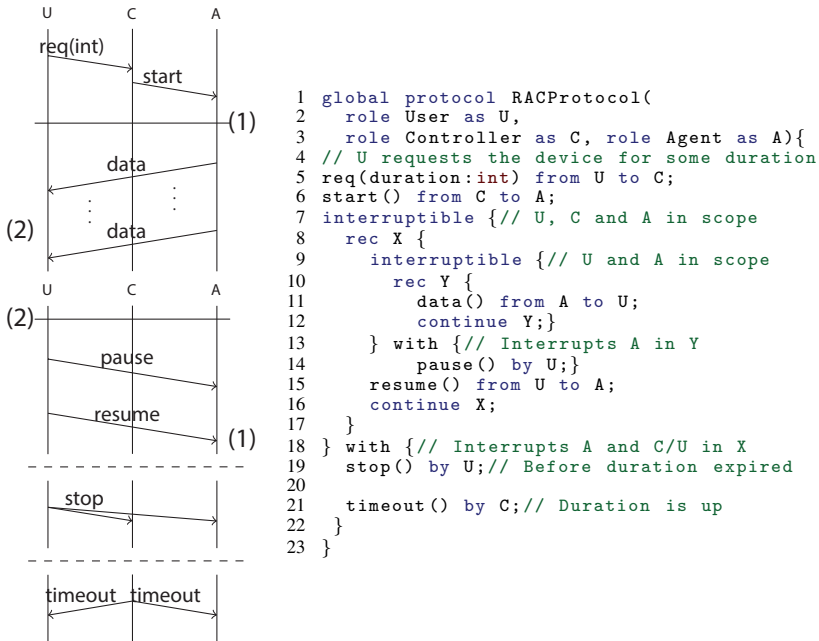 U C A
req(int)
start
(1)
data
(2)
data
U C A
(2)
pause
resume
(1)
stop
timeout timeout
1 global protocol RACProtocol(
2 role User as U,
3 role Controller as C, role Agent as A){
4 // U requests the device for some duration
5 req(duration:int) from U to C;
6 start() from C to A;
7 interruptible {// U, C and A in scope
8 rec X {
9 interruptible {// U and A in scope
10 rec Y {
11 data() from A to U;
12 continue Y;}
13 } with {// Interrupts A in Y
14 pause() by U;}
15 resume() from U to A;
16 continue X;
17 }
18 } with {// Interrupts A and C/U in X
19 stop() by U;// Before duration expired
20
21 timeout() by C;// Duration is up
22 }
23 }